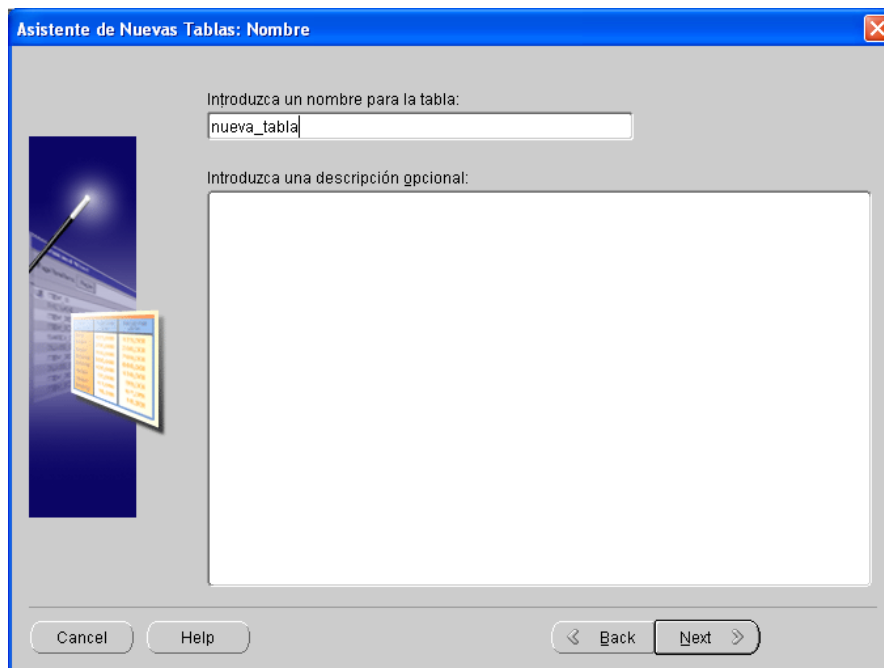 Asistente de Nuevas Tablas: Nombre
Introduzca un nombre para la tabla:
nueva_tabla
Introduzca una descripción opcional:
Cancel
Help
Back
Next